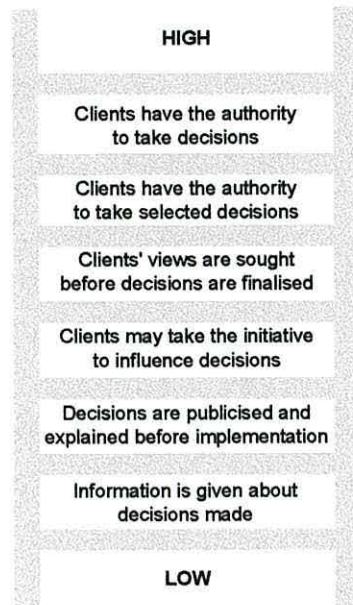 HIGH
Clients have the authority
to take decisions
Clients have the authority
to take selected decisions
Clients' views are sought
before decisions are finalised
Clients may take the initiative
to influence decisions
Decisions are publicised and
explained before implementation
Information is given about
decisions made
LOW